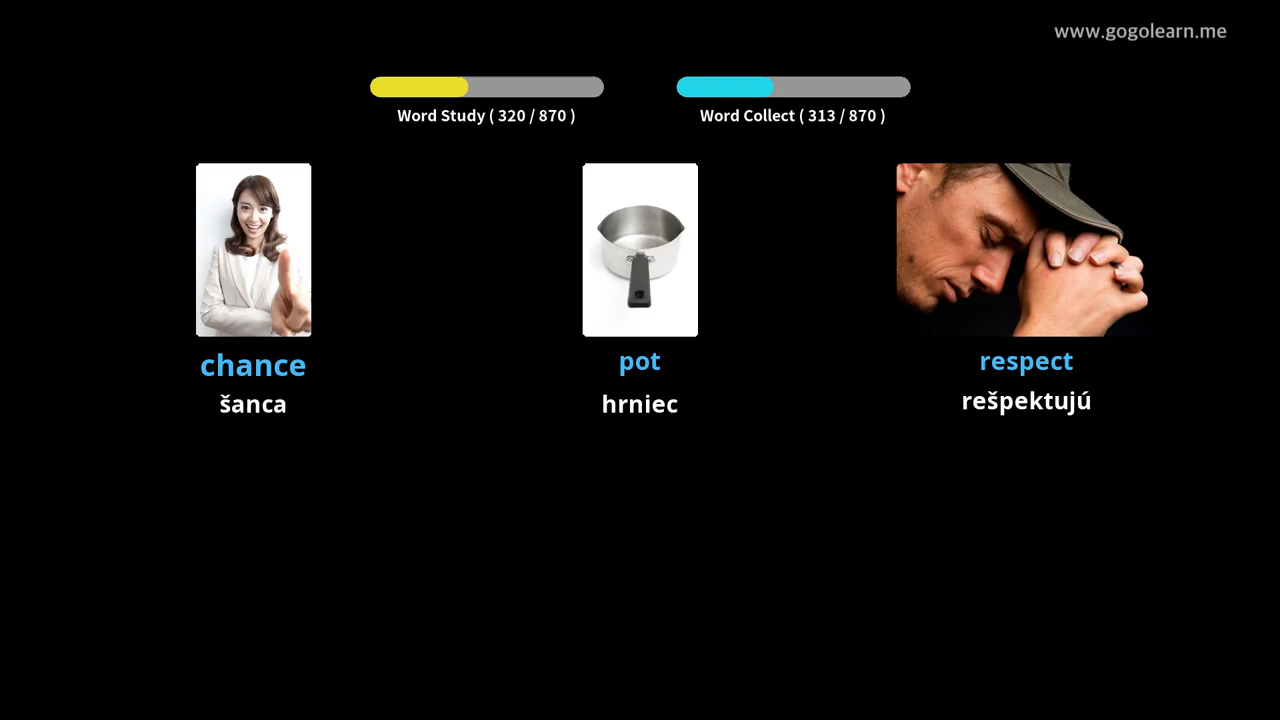 www.gogolearn.me
Word Study ( 320 / 870 )
Word Collect ( 313 / 870 )
chance
šanca
pot
hrniec
respect
rešpektujú